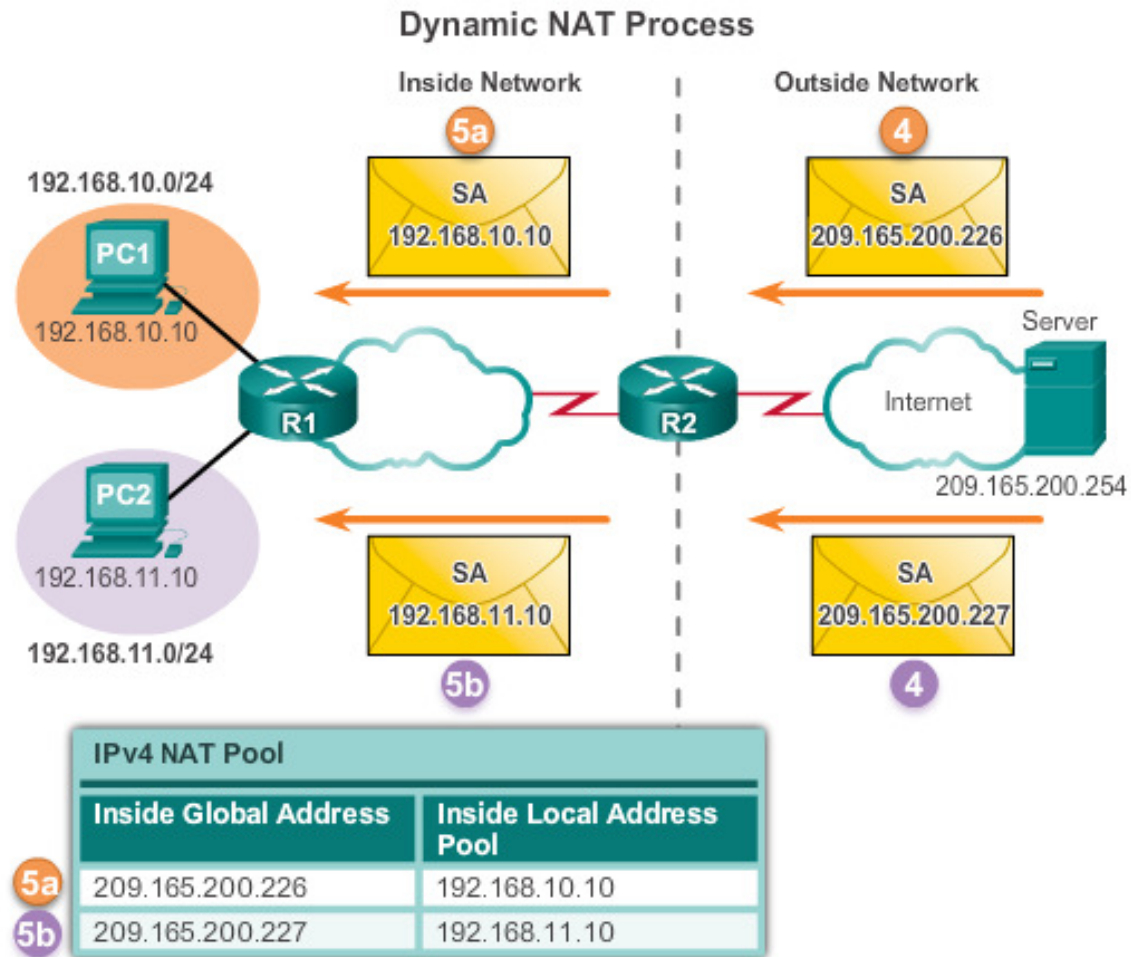 Dynamic NAT Process
Inside Network
Outside Network
5a
4
SA
192.168.10.10
SA
209.165.200.226
192.168.10.0/24
PC1
192.168.10.10
Server
R1
R2
Internet
209.165.200.254
PC2
192.168.11.10
192.168.11.0/24
SA
192.168.11.10
SA
209.165.200.227
5b
4
IPv4 NAT Pool
Inside Global Address
Inside Local Address
Pool
5a
209.165.200.226
192.168.10.10
5b
209.165.200.227
192.168.11.10